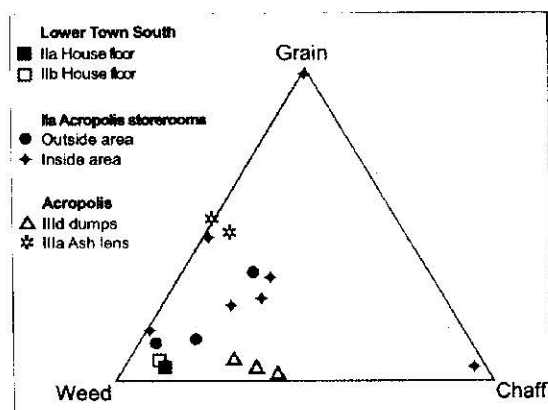 Lower Town South
IIa House floor
IIb House floor
IIa Acropolis storerooms
Outside area
Inside area
Acropolis
IIId dumps
IIIa Ash lens
Grain
Weed
Chaff